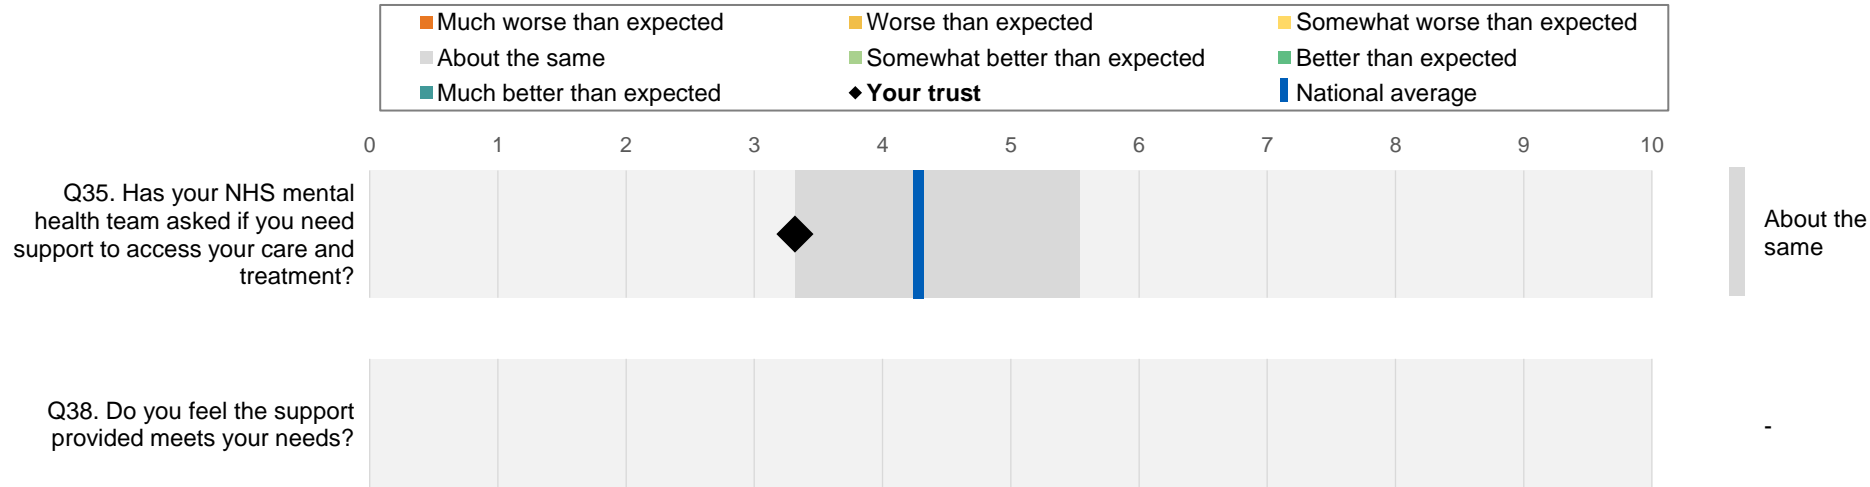 Much worse than expected
Worse than expected
Somewhat worse than expected
About the same
Somewhat better than expected
Better than expected
Much better than expected
Your trust
National average
0 1 2 3 4 5 6 7 8 9 10
Q35. Has your NHS mental
health team asked if you need
support to access your care and
treatment?
About the
same
Q38. Do you feel the support
provided meets your needs?
-